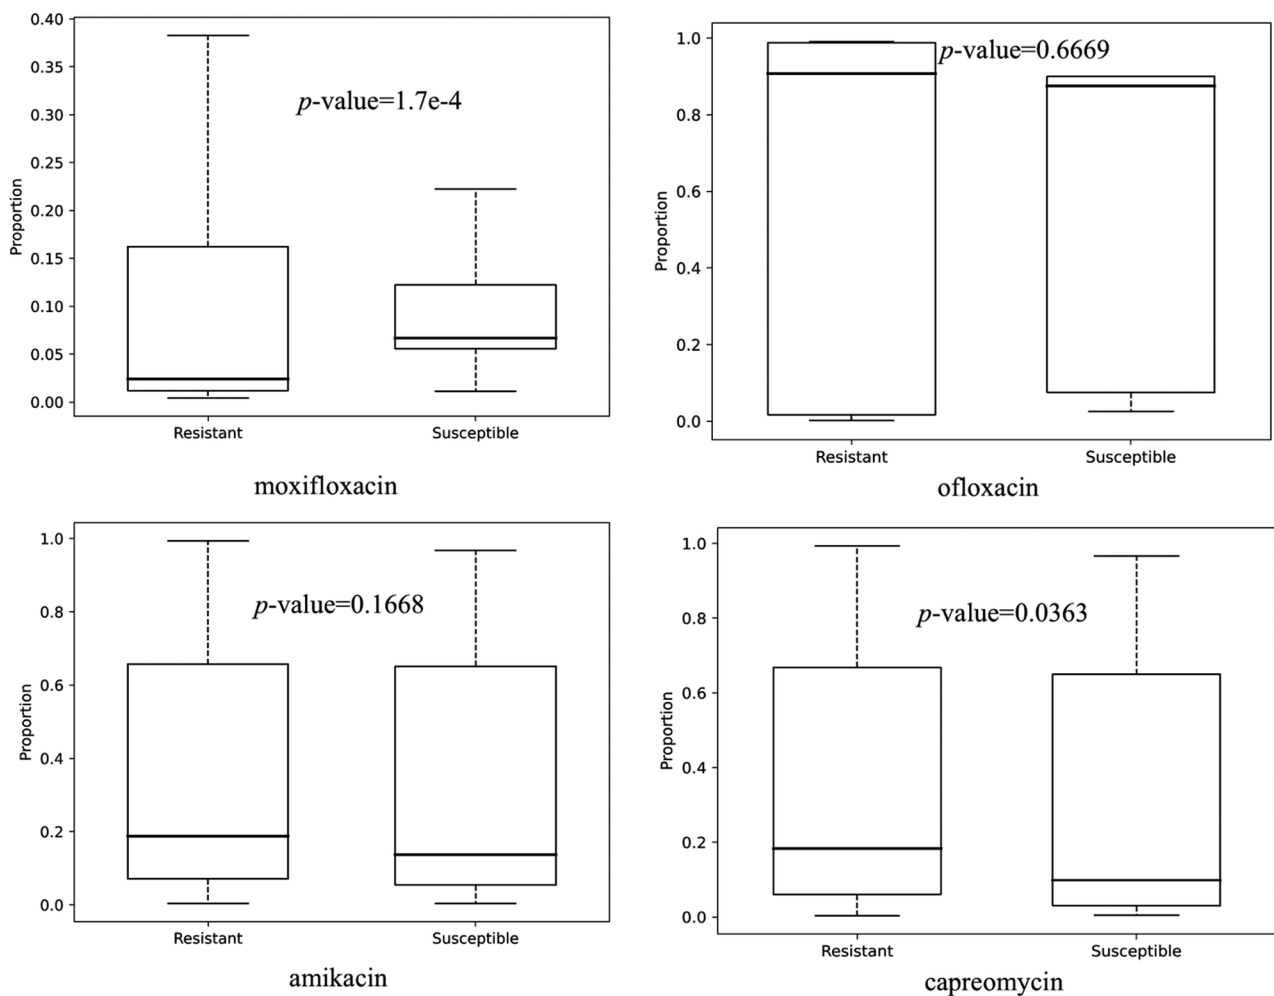 0.40
0.35
0.30
0.25
0.20
0.15
0.10
0.05
0.00
Proportion
p-value=1.7e-4
Resistant
Susceptible
moxifloxacin
1.0
0.8
0.6
0.4
0.2
0.0
Proportion
p-value=0.6669
Resistant
Susceptible
ofloxacin
1.0
0.8
0.6
0.4
0.2
0.0
Proportion
p-value=0.1668
Resistant
Susceptible
amikacin
1.0
0.8
0.6
0.4
0.2
0.0
Proportion
p-value=0.0363
Resistant
Susceptible
capreomycin